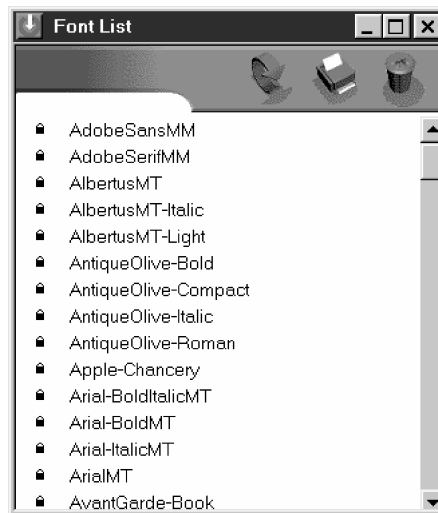 Font List
AdobeSansMM
AdobeSerifMM
AlbertusMT
AlbertusMT-Italic
AlbertusMT-Light
AntiqueOlive-Bold
AntiqueOlive-Compact
AntiqueOlive-Italic
AntiqueOlive-Roman
Apple-Chancery
Arial-BoldItalicMT
Arial-BoldMT
Arial-ItalicMT
ArialMT
AvantGarde-Book